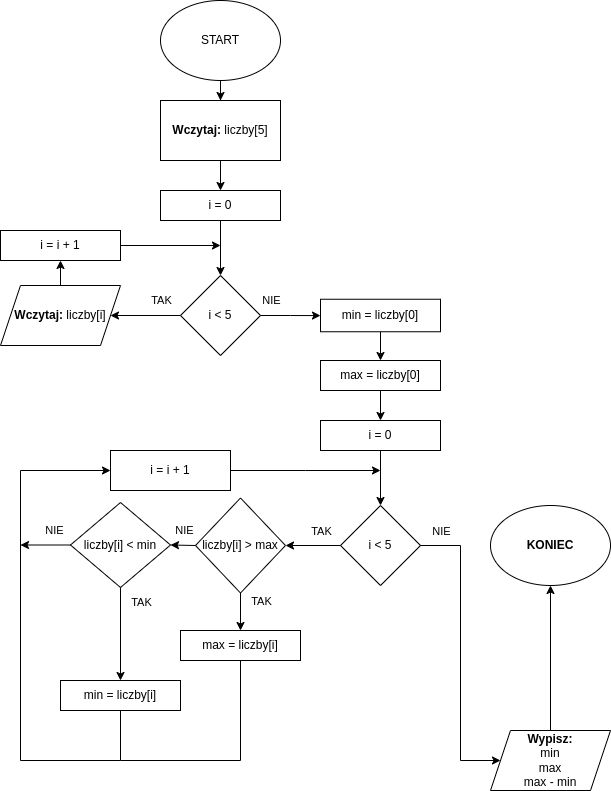 START
Wczytaj: liczby[5]
i = 0
i = i + 1
Wczytaj: liczby[i]
TAK
i < 5
NIE
min = liczby[0]
max = liczby[0]
i = 0
i = i + 1
NIE
liczby[i] < min
NIE
liczby[i] > max
TAK
i < 5
NIE
KONIEC
TAK
TAK
max = liczby[i]
min = liczby[i]
Wypisz:
min
max
max - min